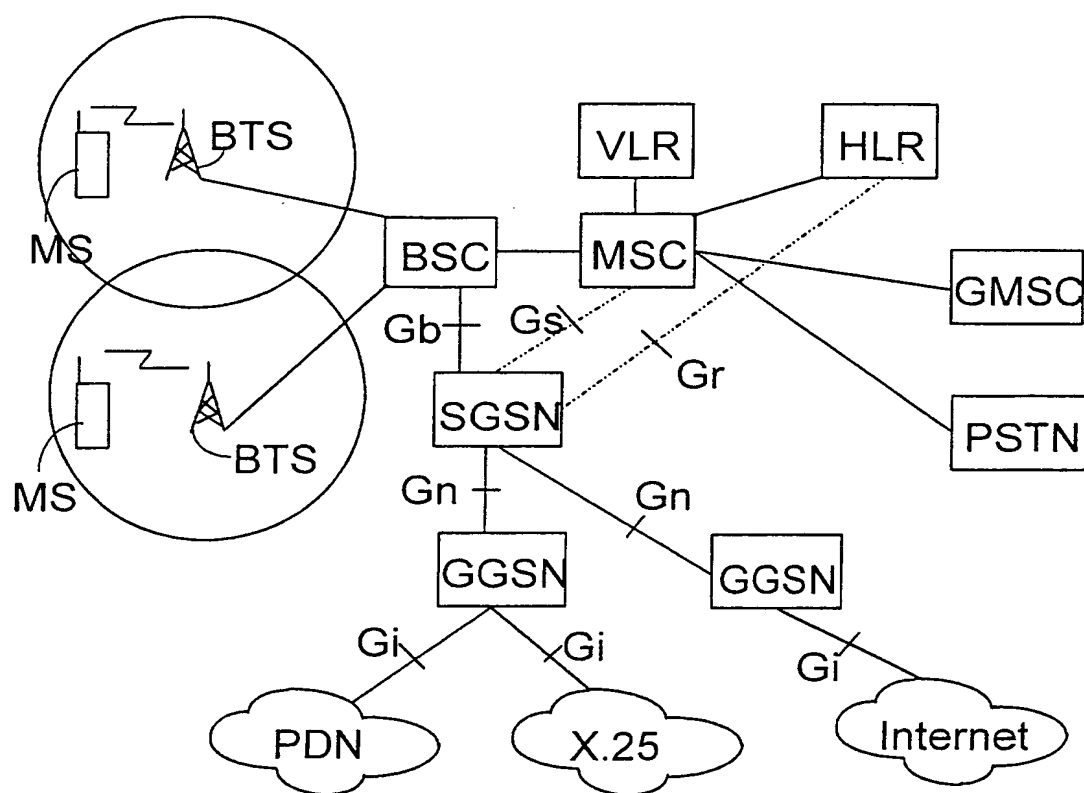 BTS
VLR
HLR
MS
BSC
MSC
GMSC
Gb
Gs
Gr
SGSN
PSTN
BTS
MS
Gn
Gn
GGSN
GGSN
Gi
Gi
Gi
PDN
X.25
Internet